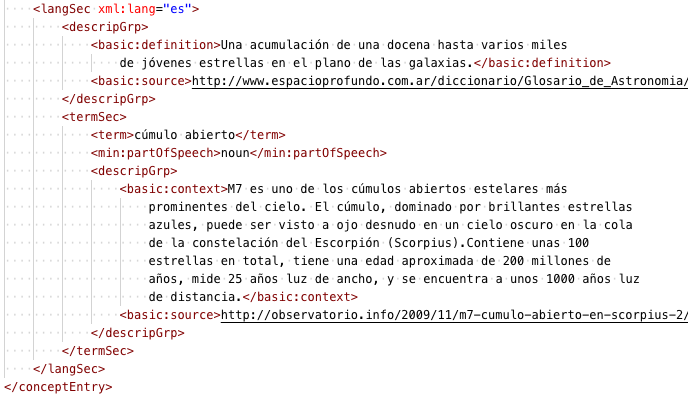 <langSec xml:lang="es">
<descripGrp>
<basic:definition>Una acumulación de una docena hasta varios miles
de jóvenes estrellas en el plano de las galaxias.</basic:definition>
<basic:source>http://www.espacioprofundo.com.ar/diccionario/Glosario_de_Astronomia/
</descripGrp>
<termSec>
<term>cúmulo abierto</term>
<min:partOfSpeech>noun</min:partOfSpeech>
<descripGrp>
<basic:context>M7 es uno de los cúmulos abiertos estelares más
prominentes del cielo. El cúmulo, dominado por brillantes estrellas
azules, puede ser visto a ojo desnudo en un cielo oscuro en la cola
de la constelación del Escorpión (Scorpius).Contiene unas 100
estrellas en total, tiene una edad aproximada de 200 millones de
años, mide 25 años luz de ancho, y se encuentra a unos 1000 años luz
de distancia.</basic:context>
<basic:source>http://observatorio.info/2009/11/m7-cumulo-abierto-en-scorpius-2/
</descripGrp>
</termSec>
</langSec>
</conceptEntry>